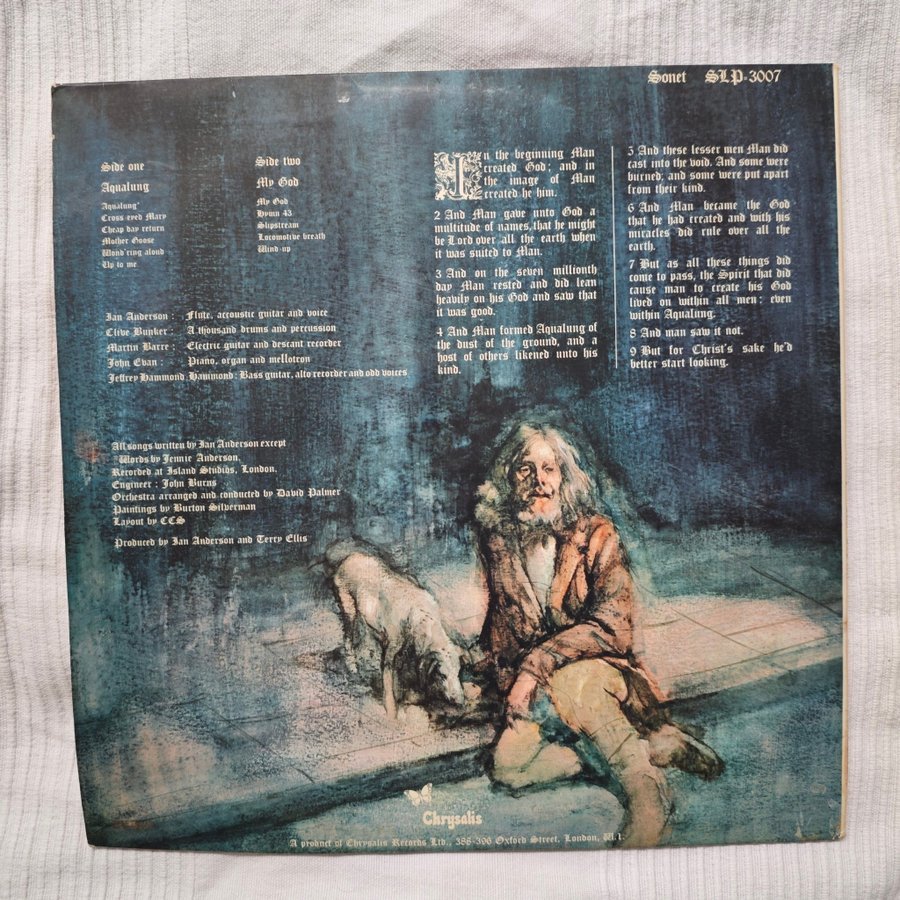 Sonet SLP-3007
Side one
Aqualung
Aqualung*
Cross-eyed Mary
Cheap day return
Mother Goose
Wond'ring aloud
Up to me
Side two
My God
My God
Hymn 43
Slipstream
Locomotive breath
Wind-up
Ian Anderson : Flute, accoustic guitar and voice
Clive Bunker : A thousand drums and percussion
Martin Barre : Electric guitar and descant recorder
John Evan : Piano, organ and mellotron
Jeffrey Hammond-Hammond : Bass guitar, alto recorder and odd voices
All songs written by Ian Anderson except
*Words by Jennie Anderson.
Recorded at Island Studios, London.
Engineer : John Burns
Orchestra arranged and conducted by David Palmer
Paintings by Burton Silverman
Layout by CCS
Produced by Ian Anderson and Terry Ellis
In the beginning Man
created God; and in
the image of Man
created he him.
2 And Man gave unto God a
multitude of names, that he might
be Lord over all the earth when
it was suited to Man.
3 And on the seven millionth
day Man rested and did lean
heavily on his God and saw that
it was good.
4 And Man formed Aqualung of
the dust of the ground, and a
host of others likened unto his
kind.
5 And these lesser men Man did
cast into the void. And some were
burned; and some were put apart
from their kind.
6 And Man became the God
that he had created and with his
miracles did rule over all the
earth.
7 But as all these things did
come to pass, the Spirit that did
cause man to create his God
lived on within all men : even
within Aqualung.
8 And man saw it not.
9 But for Christ's sake he'd
better start looking.
Chrysalis
A product of Chrysalis Records Ltd., 388-396 Oxford Street, London, W.1.